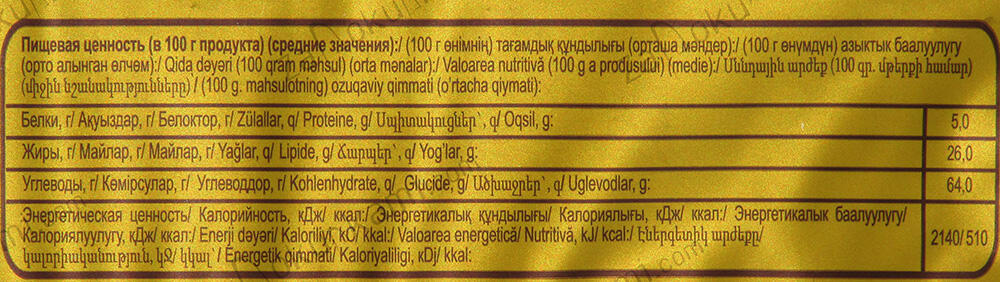 Пищевая ценность (в 100 г продукта) (средние значения):/ (100 г өнімнің) тағамдық құндылығы (орташа мәндер):/ (100 г өнүмдүн) азыктык баалуулугу
(орто алынган өлчөм):/ Qida dəyəri (100 qram məhsul) (orta mənalar):/ Valoarea nutritivă (100 g a produsului) (medie):/ Սննդային արժեք (100 գր. մթերքի համար)
(միջին նշանակությունները) / (100 g. mahsulotning) ozuqaviy qimmati (o'rtacha qiymati):
Белки, г/ Ақуыздар, г/ Белоктор, г/ Zülallar, q/ Proteine, g/ Սպիտակուցներ՝, գ/ Oqsil, g: 5,0
Жиры, г/ Майлар, г/ Майлар, г/ Yağlar, q/ Lipide, g/ Ճարպեր՝, գ/ Yog'lar, g: 26,0
Углеводы, г/ Көмірсулар, г/ Углеводдор, г/ Kohlenhydrate, q/ Glucide, g/ Ածխաջրեր՝, գ/ Uglevodlar, g: 64,0
Энергетическая ценность/ Калорийность, кДж/ ккал:/ Энергетикалық құндылығы/ Калориялығы, кДж/ ккал:/ Энергетикалык баалуулугу/
Калориялуулугу, кДж/ ккал:/ Enerji dəyəri/ Kaloriliyi, kC/ kkal:/ Valoarea energetică/ Nutritivă, kJ/ kcal:/ Էներգետիկ արժեքը/ 2140/ 510
կալորիականություն, կՋ/ կկալ՝/ Energetik qimmati/ Kaloriyaliligi, кDj/ kkal: